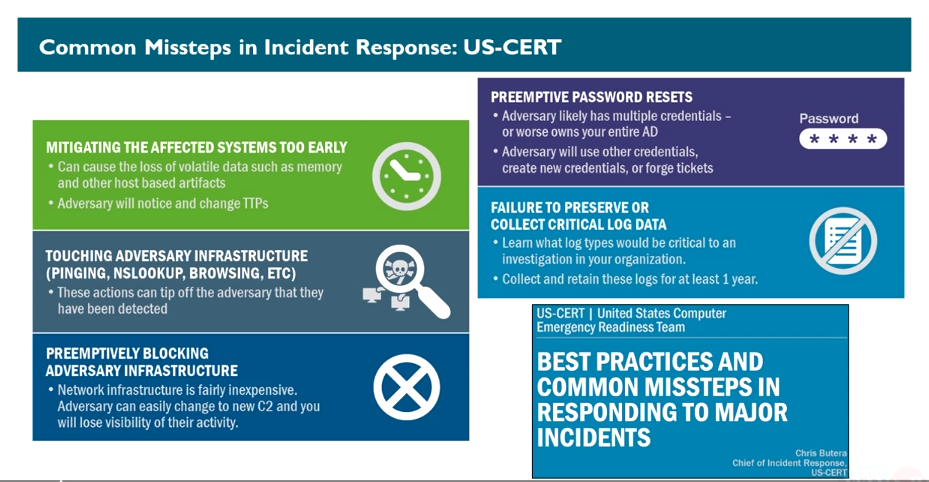 Common Missteps in Incident Response: US-CERT
MITIGATING THE AFFECTED SYSTEMS TOO EARLY
• Can cause the loss of volatile data such as memory
and other host based artifacts
• Adversary will notice and change TTPs
TOUCHING ADVERSARY INFRASTRUCTURE
(PINGING, NSLOOKUP, BROWSING, ETC)
• These actions can tip off the adversary that they
have been detected
PREEMPTIVELY BLOCKING
ADVERSARY INFRASTRUCTURE
• Network infrastructure is fairly inexpensive.
Adversary can easily change to new C2 and you
will lose visibility of their activity.
PREEMPTIVE PASSWORD RESETS
• Adversary likely has multiple credentials –
or worse owns your entire AD
• Adversary will use other credentials,
create new credentials, or forge tickets
Password
* * * *
FAILURE TO PRESERVE OR
COLLECT CRITICAL LOG DATA
• Learn what log types would be critical to an
investigation in your organization.
• Collect and retain these logs for at least 1 year.
US-CERT | United States Computer
Emergency Readiness Team
BEST PRACTICES AND
COMMON MISSTEPS IN
RESPONDING TO MAJOR
INCIDENTS
Chris Butera
Chief of Incident Response,
US-CERT